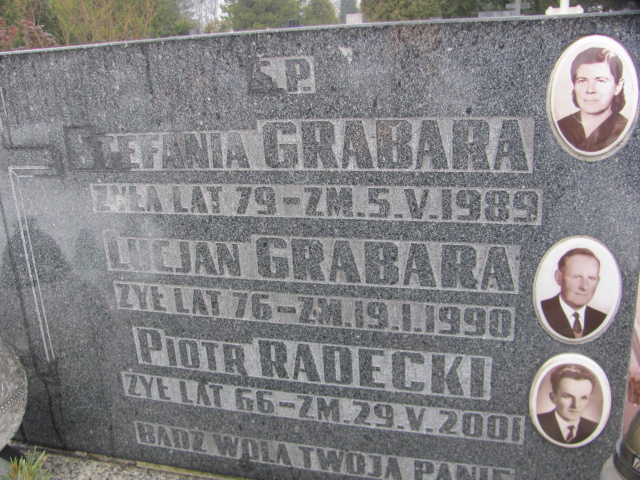 Ś.P.
STEFANIA GRABARA
ŻYŁA LAT 79-ZM.5.V.1989
LUCJAN GRABARA
ŻYŁ LAT 76-ZM.19.I.1990
PIOTR RADECKI
ŻYŁ LAT 66-ZM.29.V.2001
BĄDŹ WOLA TWOJA PANIE